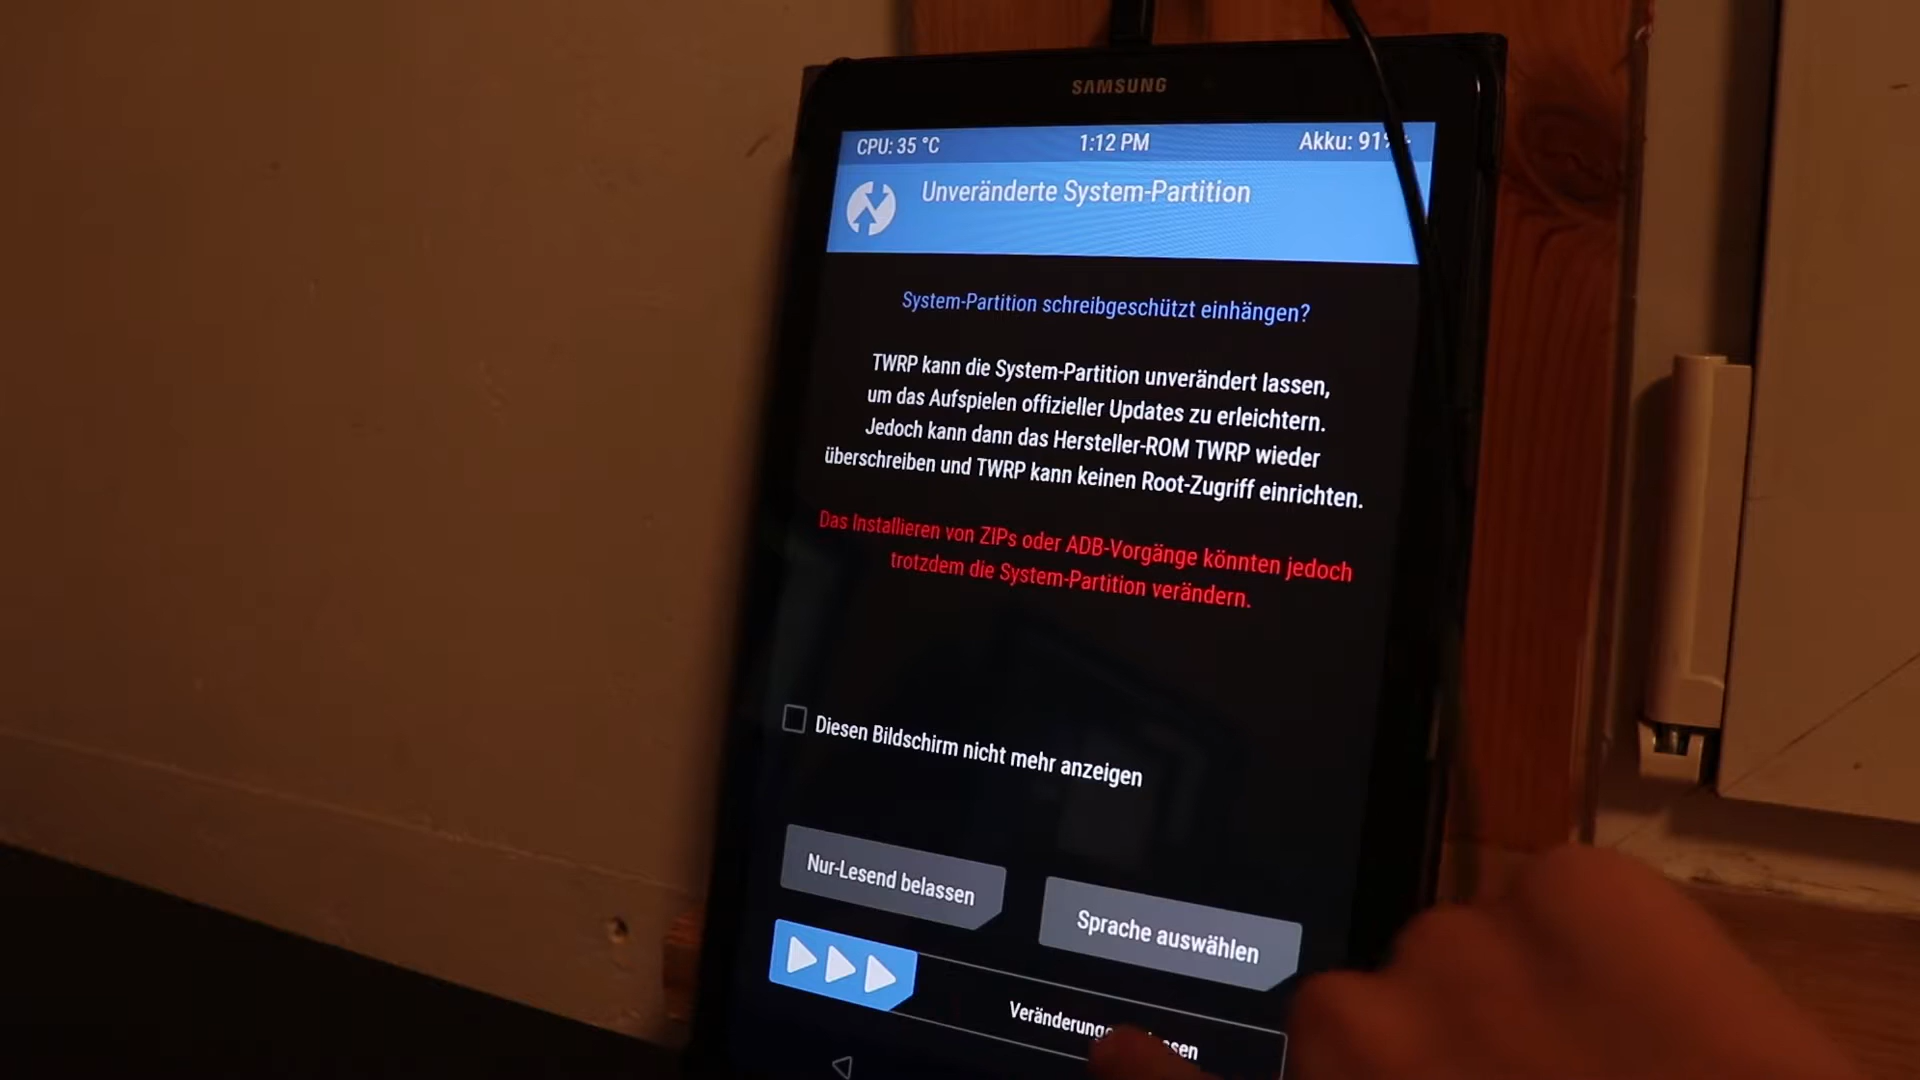 SAMSUNG
CPU: 35 °C 1:12 PM Akku: 91%
Unveränderte System-Partition
System-Partition schreibgeschützt einhängen?
TWRP kann die System-Partition unverändert lassen,
um das Aufspielen offizieller Updates zu erleichtern.
Jedoch kann dann das Hersteller-ROM TWRP wieder
überschreiben und TWRP kann keinen Root-Zugriff einrichten.
Das Installieren von ZIPs oder ADB-Vorgänge könnten jedoch
trotzdem die System-Partition verändern.
Diesen Bildschirm nicht mehr anzeigen
Nur-Lesend belassen
Sprache auswählen